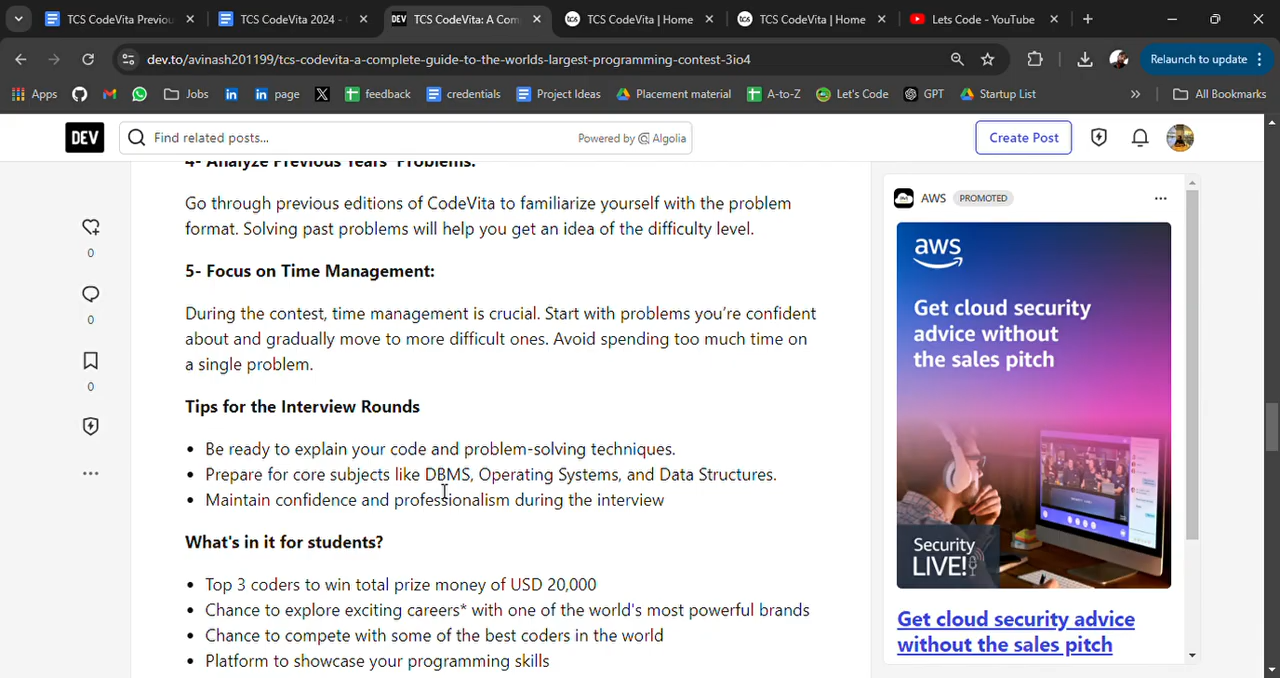 TCS CodeVita Previou
TCS CodeVita 2024 -
DEV TCS CodeVita: A Com
tcs TCS CodeVita | Home
tcs TCS CodeVita | Home
Lets Code - YouTube
dev.to/avinash201199/tcs-codevita-a-complete-guide-to-the-worlds-largest-programming-contest-3io4
Relaunch to update
Apps
Jobs
page
feedback
credentials
Project Ideas
Placement material
A-to-Z
Let's Code
GPT
Startup List
All Bookmarks
DEV
Find related posts...
Powered by Algolia
Create Post
4- Analyze Previous Years' Problems:
Go through previous editions of CodeVita to familiarize yourself with the problem
format. Solving past problems will help you get an idea of the difficulty level.
5- Focus on Time Management:
During the contest, time management is crucial. Start with problems you're confident
about and gradually move to more difficult ones. Avoid spending too much time on
a single problem.
Tips for the Interview Rounds
• Be ready to explain your code and problem-solving techniques.
• Prepare for core subjects like DBMS, Operating Systems, and Data Structures.
• Maintain confidence and professionalism during the interview
What's in it for students?
• Top 3 coders to win total prize money of USD 20,000
• Chance to explore exciting careers* with one of the world's most powerful brands
• Chance to compete with some of the best coders in the world
• Platform to showcase your programming skills
0
0
0
AWS PROMOTED
aws
Get cloud security
advice without
the sales pitch
Security
LIVE!
Get cloud security advice
without the sales pitch